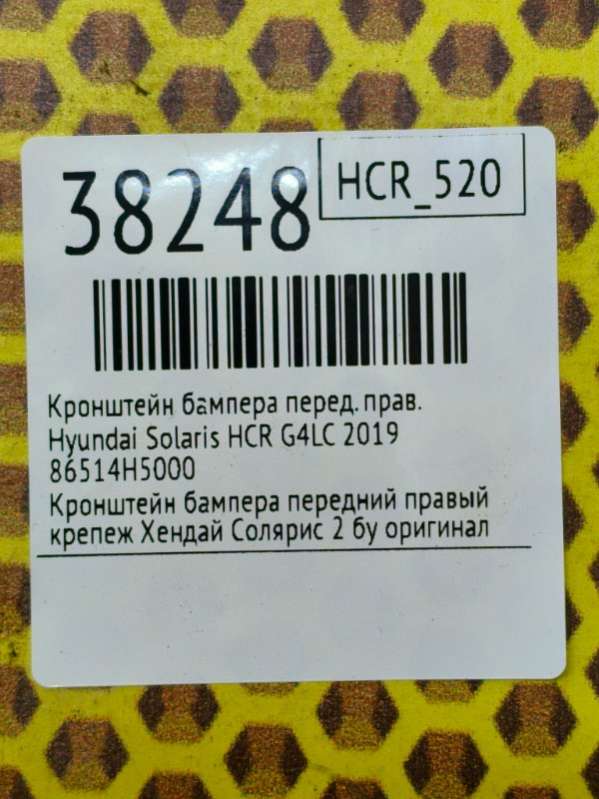 38248
HCR_520
Кронштейн бампера перед. прав.
Hyundai Solaris HCR G4LC 2019
86514H5000
Кронштейн бампера передний правый
крепеж Хендай Солярис 2 бу оригинал